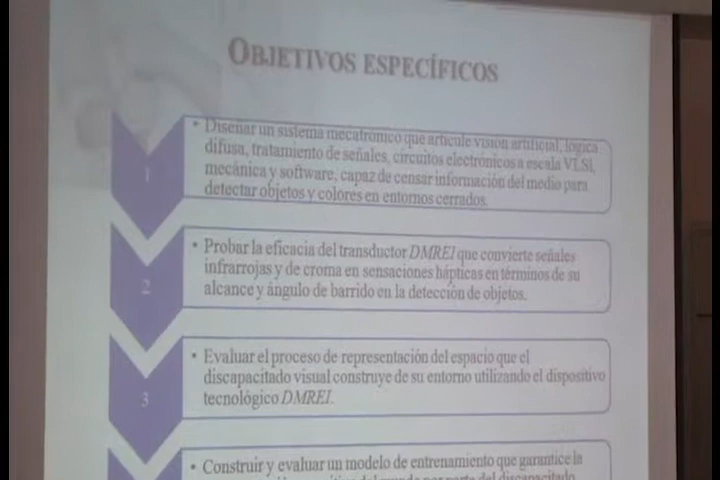 OBJETIVOS ESPECÍFICOS
1
• Diseñar un sistema mecatrómico que articule visión artificial, lógica
difusa, tratamiento de señales, circuitos electrónicos a escala VLSI,
mecánica y software, capaz de censar información del medio para
detectar objetos y colores en entornos cerrados.
2
• Probar la eficacia del transductor DMREI que convierte señales
infrarrojas y de croma en sensaciones hápticas en términos de su
alcance y ángulo de barrido en la detección de objetos.
3
• Evaluar el proceso de representación del espacio que el
discapacitado visual construye de su entorno utilizando el dispositivo
tecnológico DMREI.
• Construir y evaluar un modelo de entrenamiento que garantice la
del discapacitado